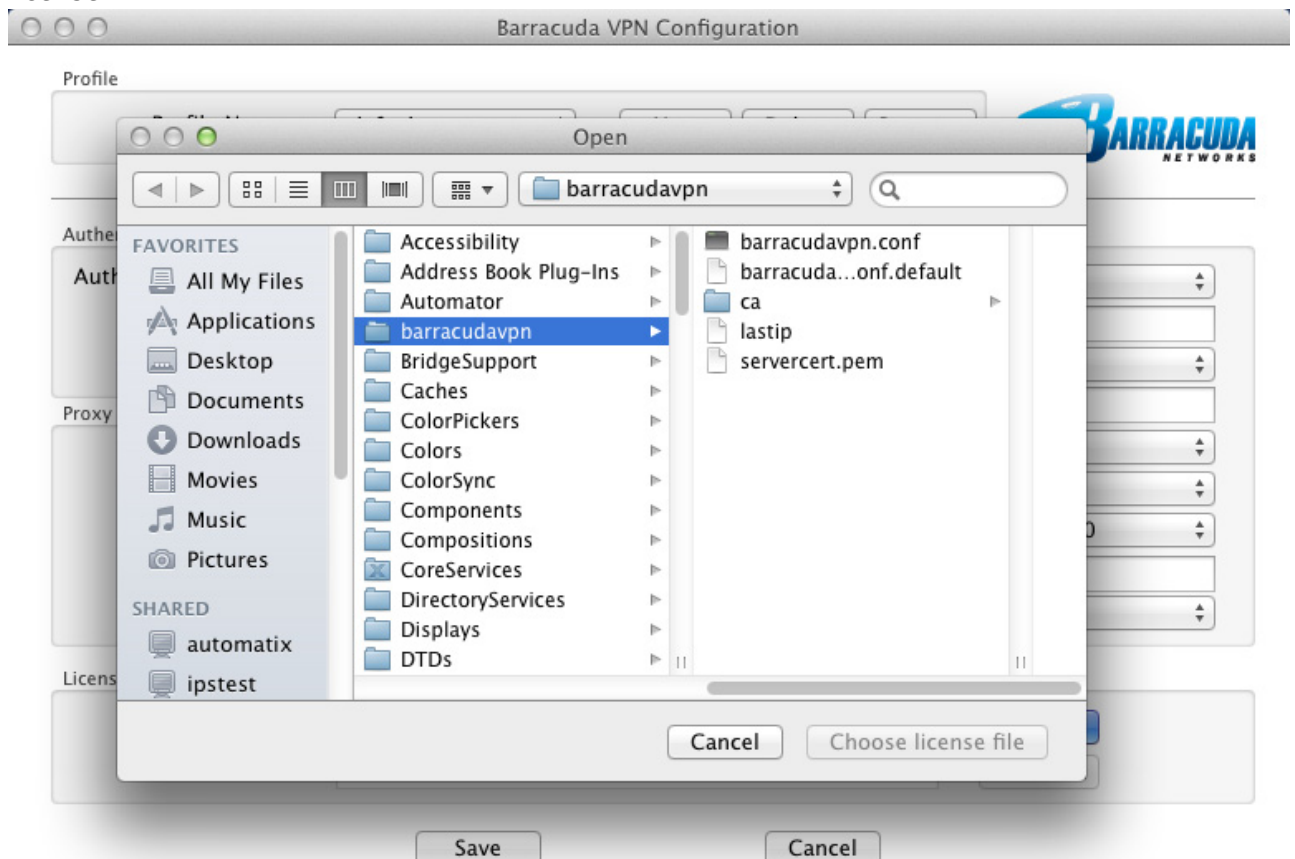 Barracuda VPN Configuration
Profile
Open
BARRACUDA
NETWORKS
barracudavpn
FAVORITES
All My Files
Applications
Desktop
Documents
Downloads
Movies
Music
Pictures
SHARED
automatix
ipstest
Accessibility
Address Book Plug-Ins
Automator
barracudavpn
BridgeSupport
Caches
ColorPickers
Colors
ColorSync
Components
Compositions
CoreServices
DirectoryServices
Displays
DTDs
barracudavpn.conf
barracuda...onf.default
ca
lastip
servercert.pem
Authe
Auth
Proxy
Licens
Cancel
Choose license file
Save
Cancel